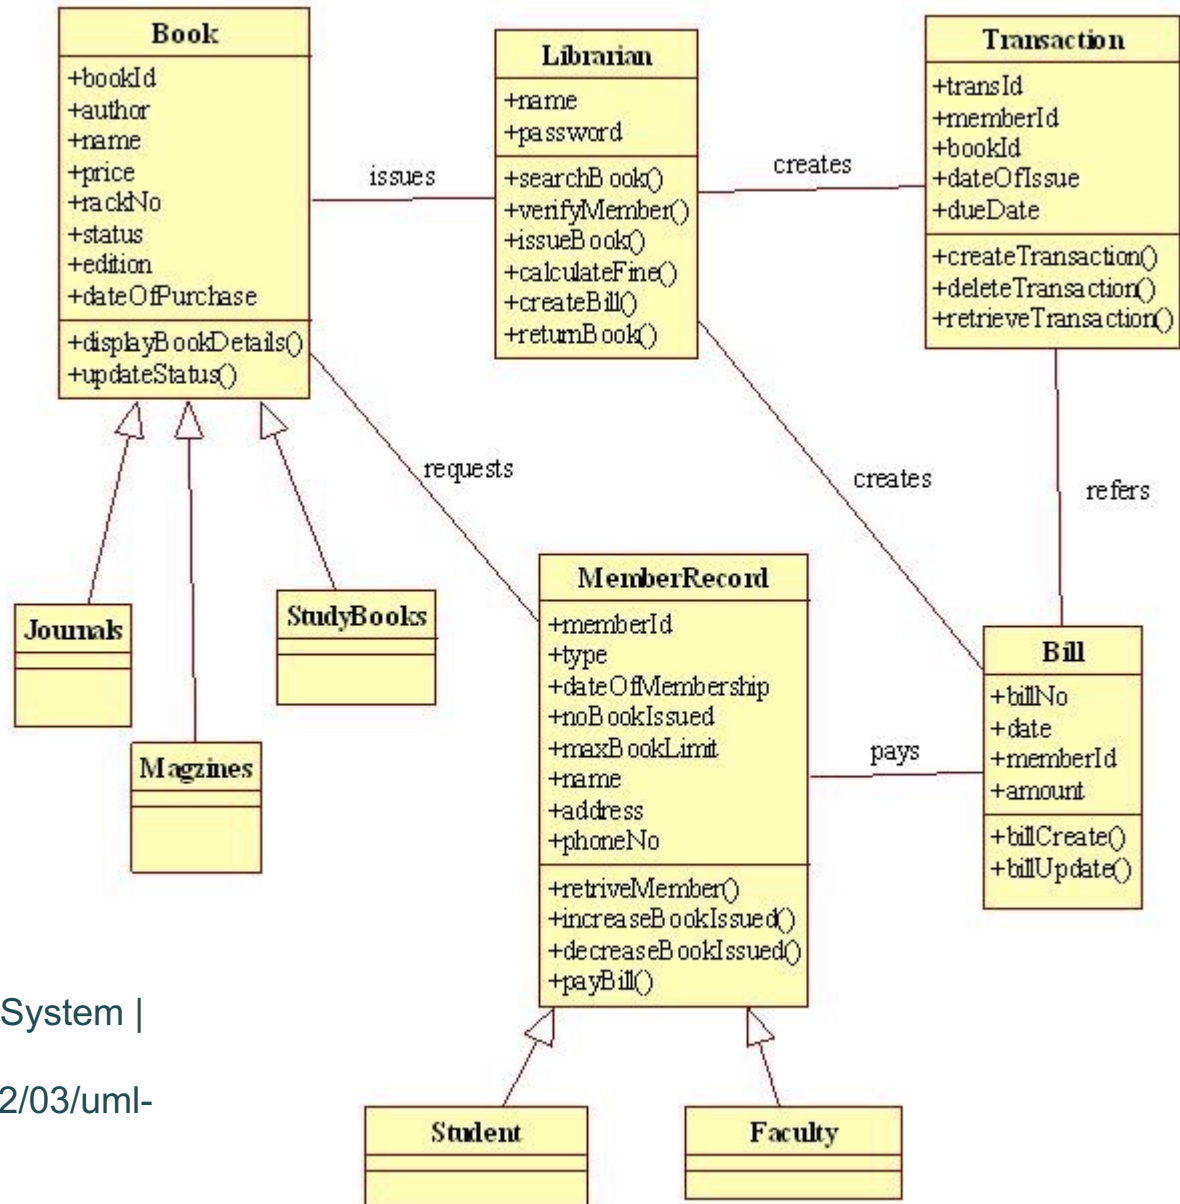 Book
+bookId
+author
+name
+price
+rackNo
+status
+edition
+dateOfPurchase
+displayBookDetails()
+updateStatus()
issues
Librarian
+name
+password
+searchBook()
+verifyMember()
+issueBook()
+calculateFine()
+createBill()
+returnBook()
creates
Transaction
+transId
+memberId
+bookId
+dateOfIssue
+dueDate
+createTransaction()
+deleteTransaction()
+retrieveTransaction()
requests
creates
refers
Journals
StudyBooks
Magzines
MemberRecord
+memberId
+type
+dateOfMembership
+noBookIssued
+maxBookLimit
+name
+address
+phoneNo
+retriveMember()
+increaseBookIssued()
+decreaseBookIssued()
+payBill()
pays
Bill
+billNo
+date
+memberId
+amount
+billCreate()
+billUpdate()
System |
2/03/uml-
Student
Faculty